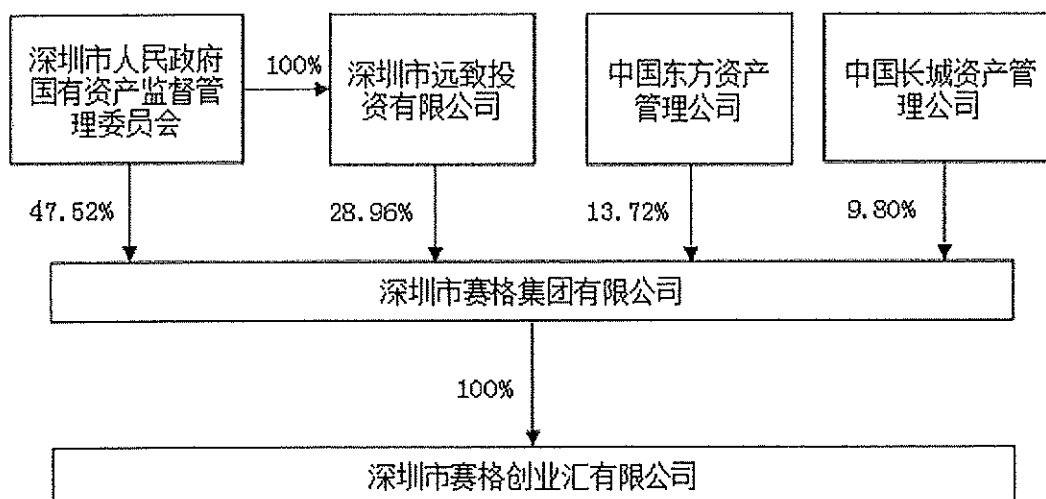 深圳市人民政府
国有资产监督管
理委员会
100%
深圳市远致投
资有限公司
中国东方资产
管理公司
中国长城资产管
理公司
47.52%
28.96%
13.72%
9.80%
深圳市赛格集团有限公司
100%
深圳市赛格创业汇有限公司